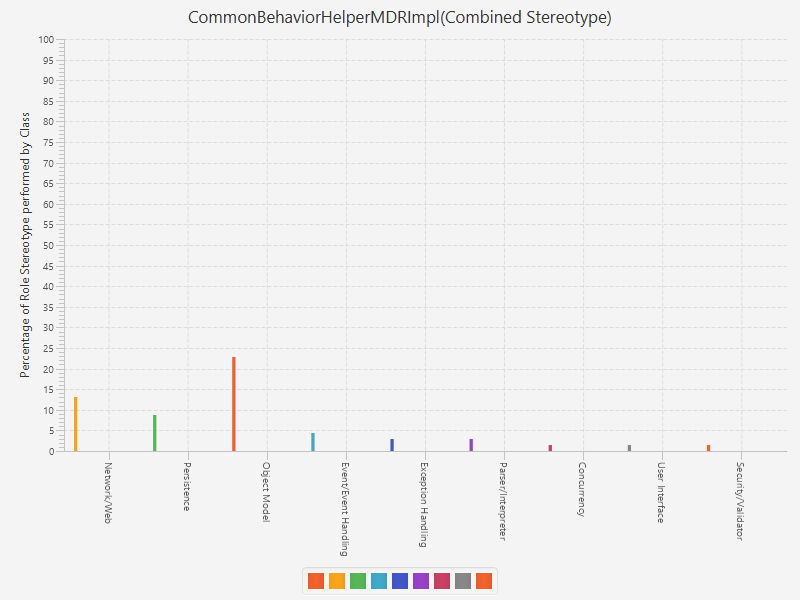 CommonBehaviorHelperMDRImpl(Combined Stereotype)
Percentage of Role Stereotype performed by Class
100
95
90
85
80
75
70
65
60
55
50
45
40
35
30
25
20
15
10
5
0
Network/Web
Persistence
Object Model
Event/Event Handling
Exception Handling
Parser/Interpreter
Concurrency
User Interface
Security/Validator